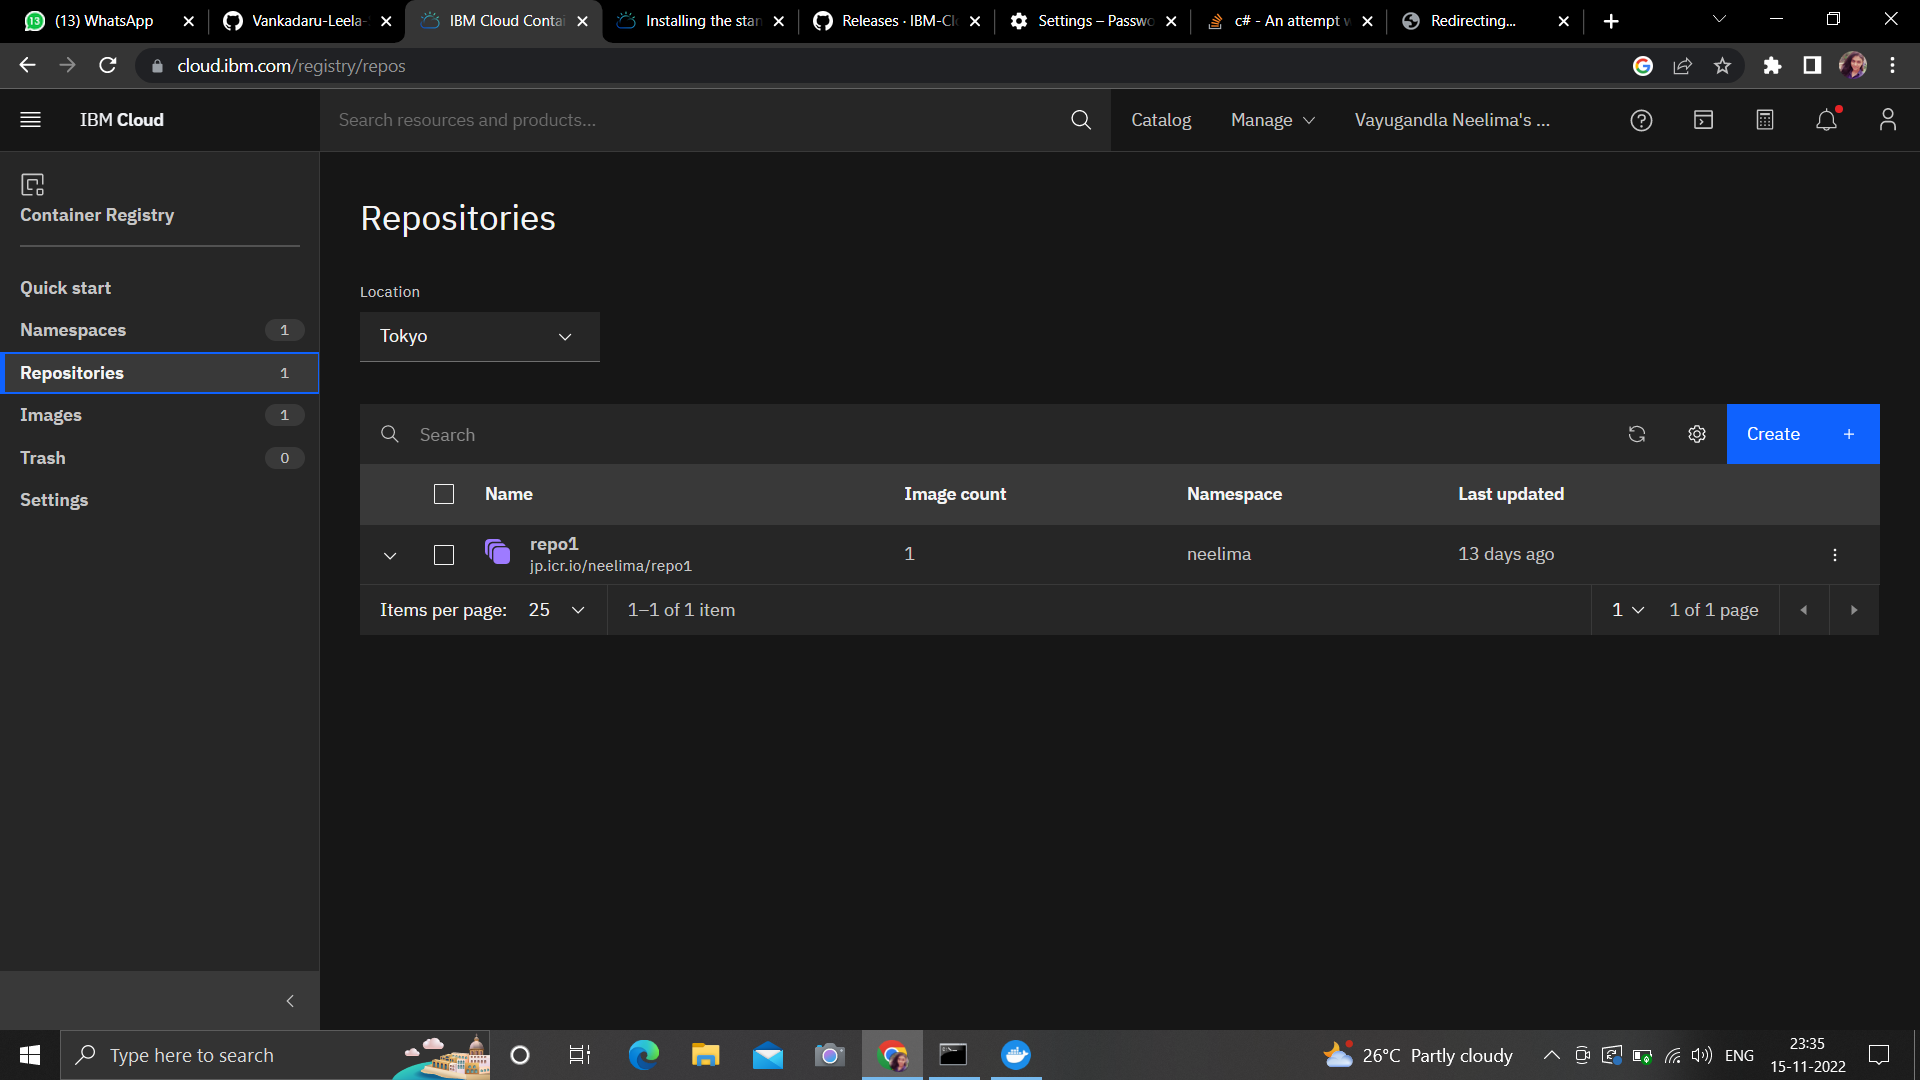 (13) WhatsApp
Vankadaru-Leela-
IBM Cloud Contai
Installing the stan
Releases · IBM-Cl
Settings – Passwo
c# - An attempt w
Redirecting...
cloud.ibm.com/registry/repos
IBM Cloud
Search resources and products...
Catalog
Manage
Vayugandla Neelima's ...
Container Registry
Quick start
Namespaces 1
Repositories 1
Images 1
Trash 0
Settings
Repositories
Location
Tokyo
Search
Create +
Name Image count Namespace Last updated
repo1
jp.icr.io/neelima/repo1
1 neelima 13 days ago
Items per page: 25 1–1 of 1 item 1 1 of 1 page
Type here to search
26°C Partly cloudy
ENG
23:35
15-11-2022